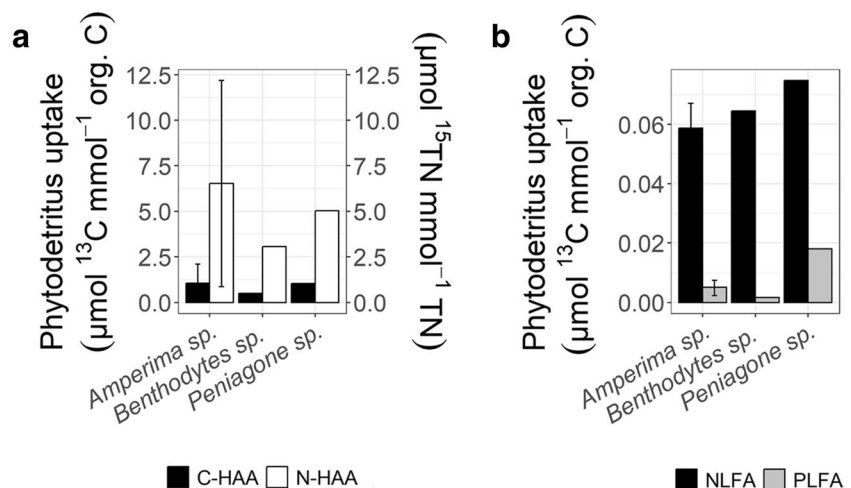 a
Phytodetritus uptake
(μmol ¹³C mmol⁻¹ org. C)
12.5
10.0
7.5
5.0
2.5
0.0
12.5
10.0
7.5
5.0
2.5
0.0
(μmol ¹⁵TN mmol⁻¹ TN)
Amperima sp.
Benthodytes sp.
Peniagone sp.
C-HAA N-HAA
b
Phytodetritus uptake
(μmol ¹³C mmol⁻¹ org. C)
0.06
0.04
0.02
0.00
Amperima sp.
Benthodytes sp.
Peniagone sp.
NLFA PLFA